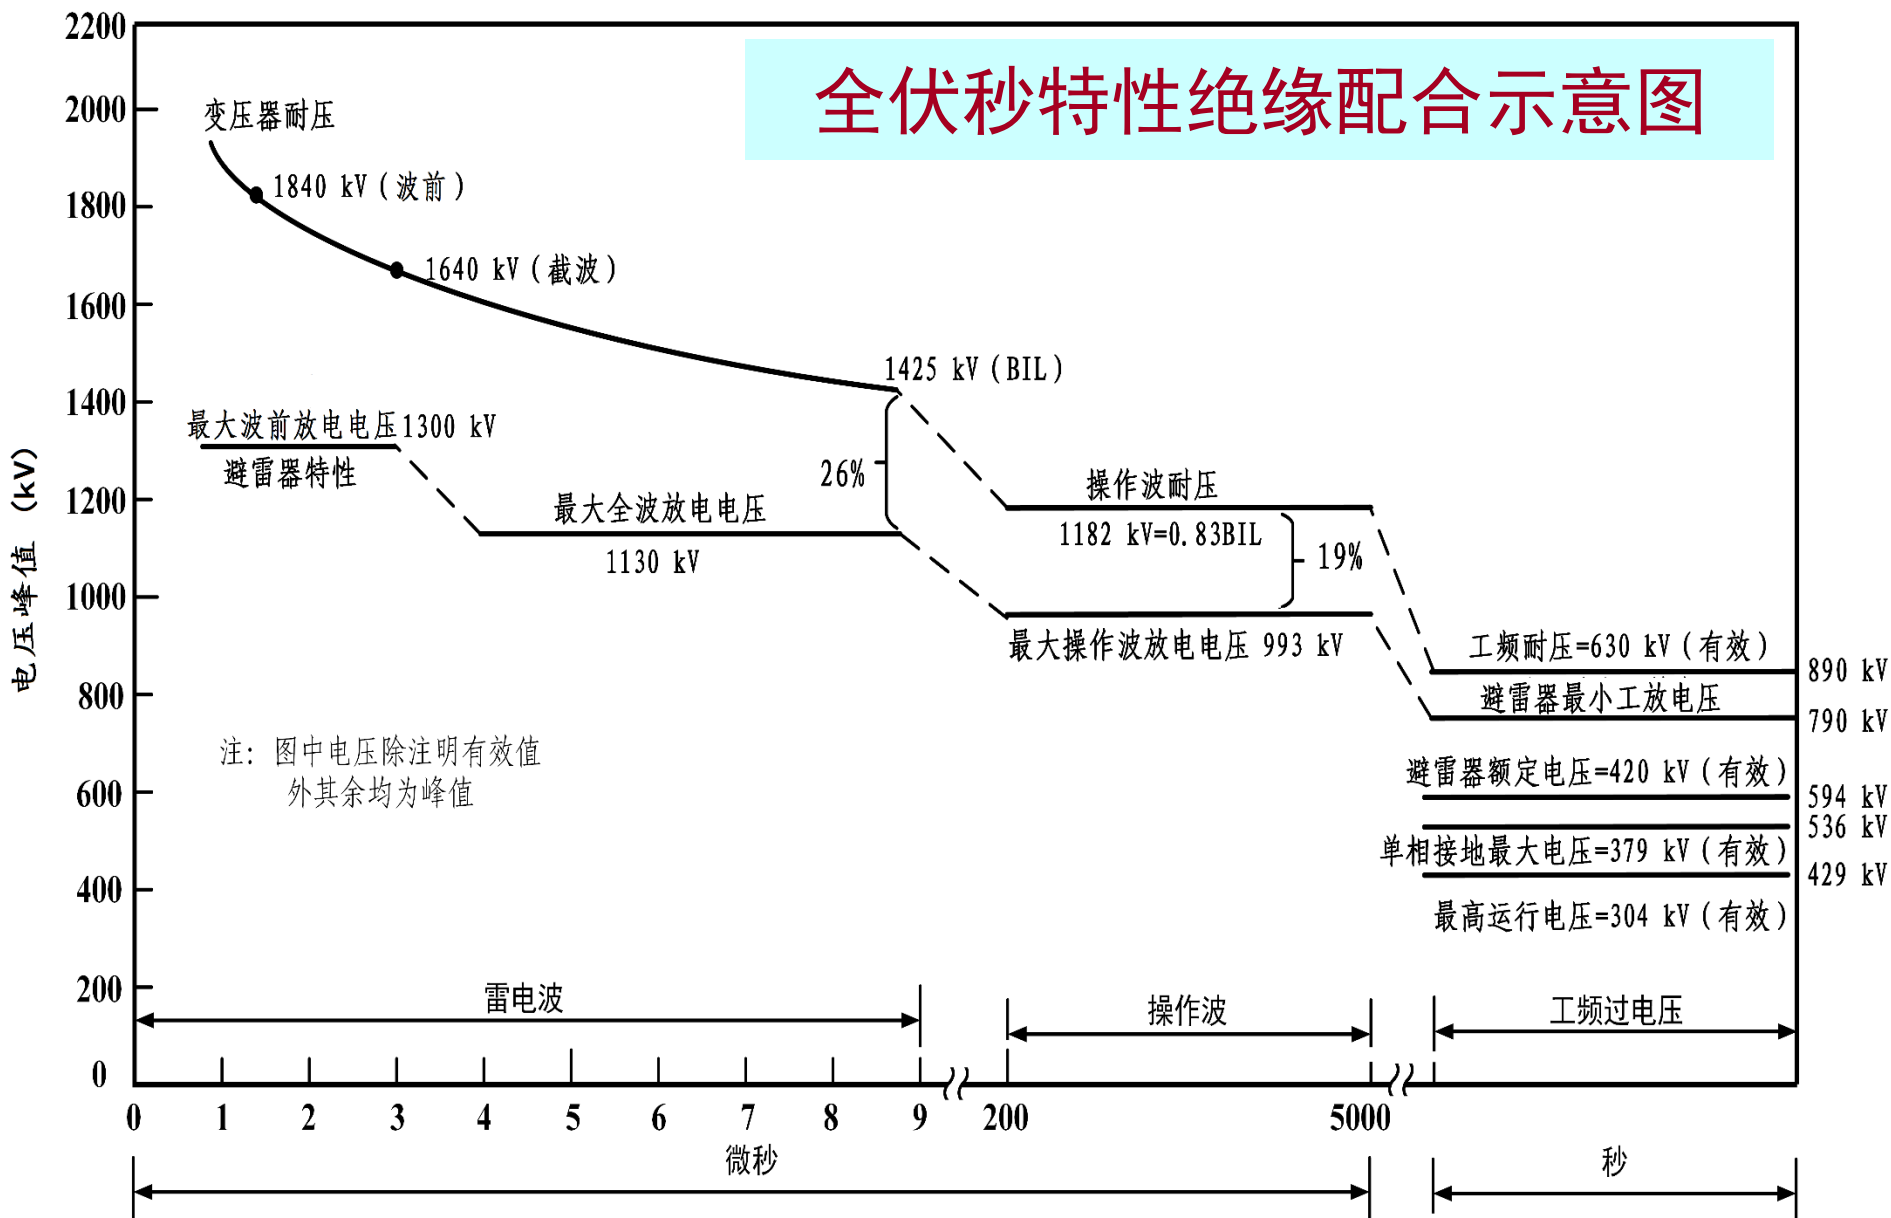 全伏秒特性绝缘配合示意图
电压峰值 (kV)
2200
2000
1800
1600
1400
1200
1000
800
600
400
200
0
变压器耐压
1840 kV(波前)
1640 kV(截波)
1425 kV(BIL)
最大波前放电电压1300 kV
避雷器特性
26%
最大全波放电电压
1130 kV
操作波耐压
1182 kV=0.83BIL
19%
最大操作波放电电压 993 kV
工频耐压=630 kV(有效)
890 kV
避雷器最小工放电压
790 kV
避雷器额定电压=420 kV(有效)
594 kV
536 kV
单相接地最大电压=379 kV(有效)
429 kV
最高运行电压=304 kV(有效)
注: 图中电压除注明有效值
外其余均为峰值
雷电波
操作波
工频过电压
0 1 2 3 4 5 6 7 8 9 200 5000
微秒
秒